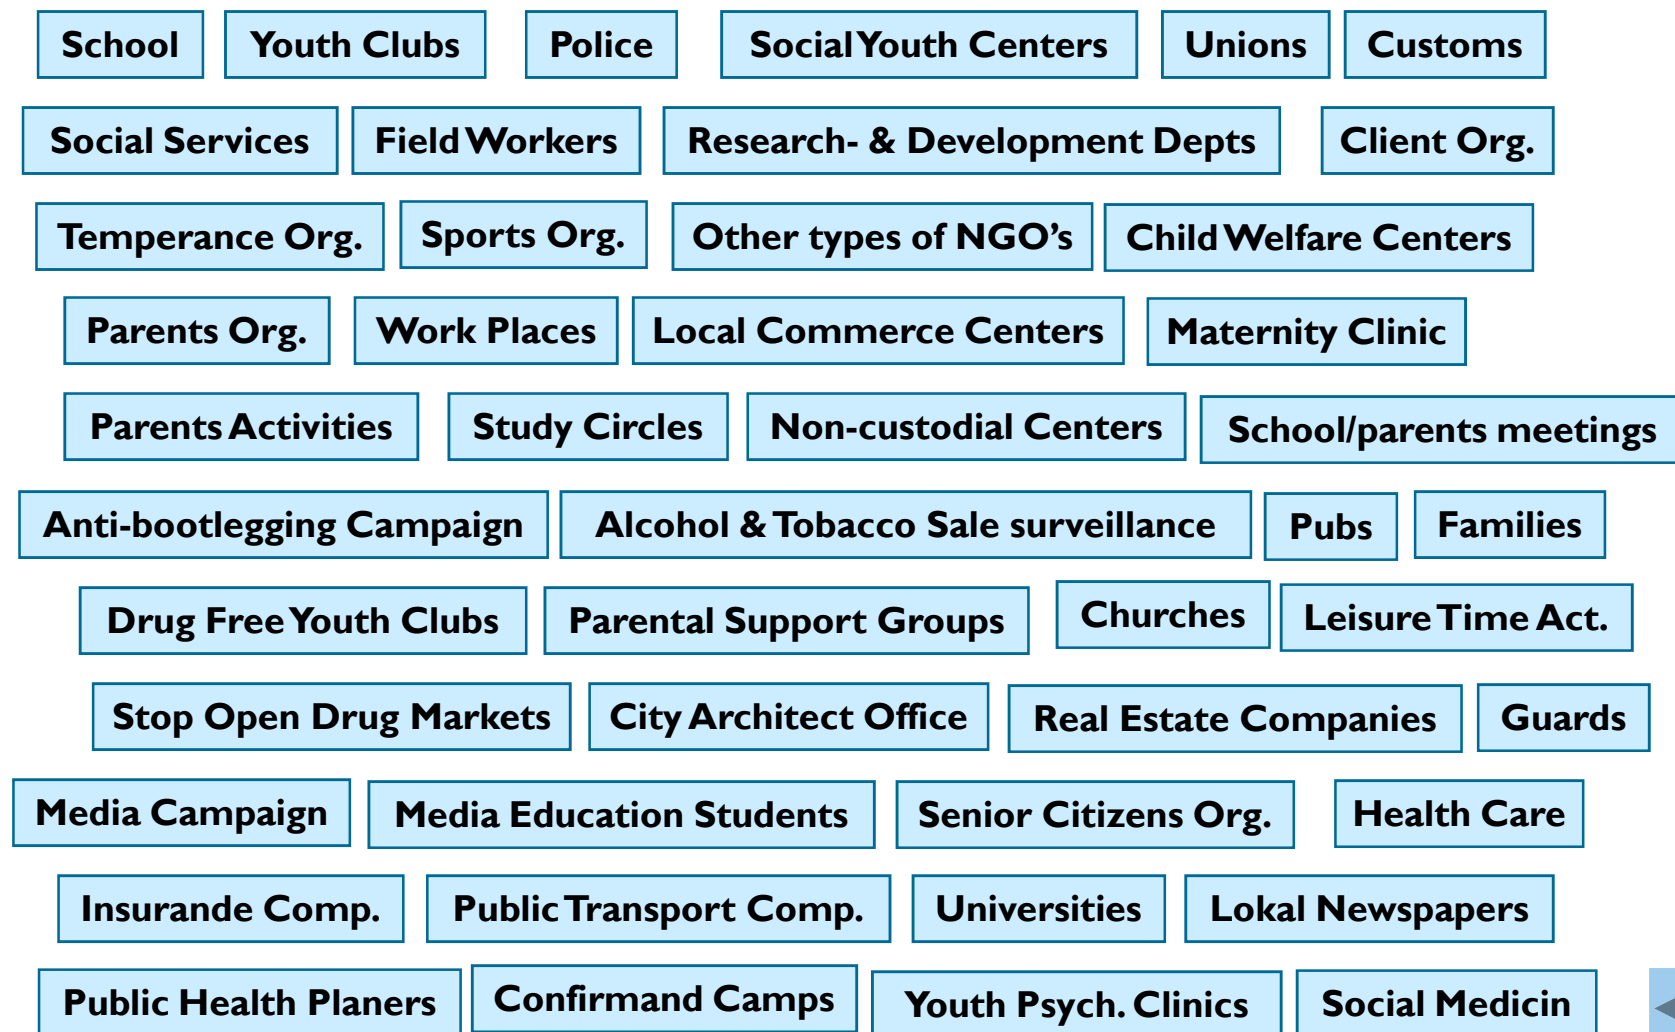 School Youth Clubs Police Social Youth Centers Unions Customs
Social Services Field Workers Research- & Development Depts Client Org.
Temperance Org. Sports Org. Other types of NGO’s Child Welfare Centers
Parents Org. Work Places Local Commerce Centers Maternity Clinic
Parents Activities Study Circles Non-custodial Centers School/parents meetings
Anti-bootlegging Campaign Alcohol & Tobacco Sale surveillance Pubs Families
Drug Free Youth Clubs Parental Support Groups Churches Leisure Time Act.
Stop Open Drug Markets City Architect Office Real Estate Companies Guards
Media Campaign Media Education Students Senior Citizens Org. Health Care
Insurande Comp. Public Transport Comp. Universities Lokal Newspapers
Public Health Planers Confirmand Camps Youth Psych. Clinics Social Medicin